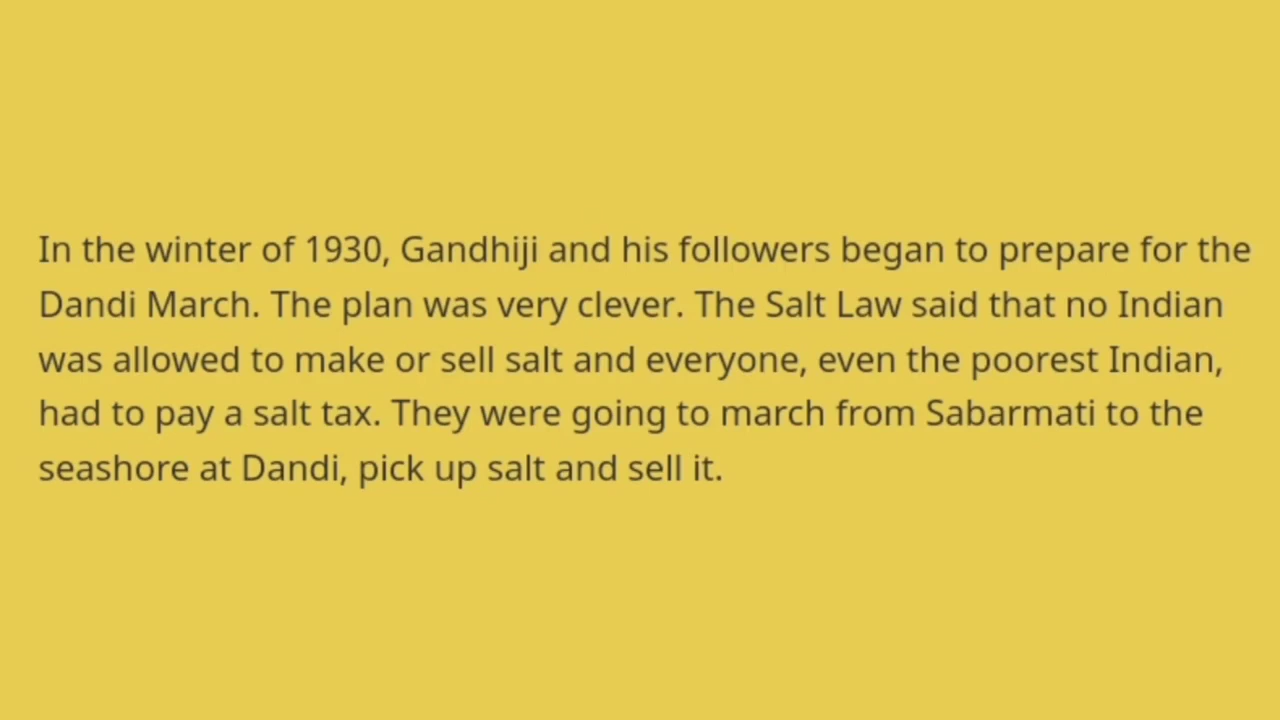 In the winter of 1930, Gandhiji and his followers began to prepare for the
Dandi March. The plan was very clever. The Salt Law said that no Indian
was allowed to make or sell salt and everyone, even the poorest Indian,
had to pay a salt tax. They were going to march from Sabarmati to the
seashore at Dandi, pick up salt and sell it.